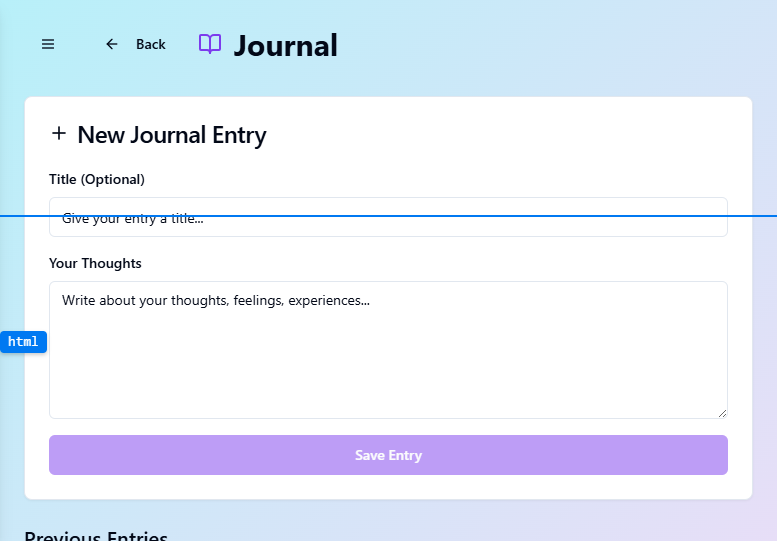 Back
Journal
New Journal Entry
Title (Optional)
Give your entry a title...
Your Thoughts
Write about your thoughts, feelings, experiences...
html
Save Entry
Previous Entries